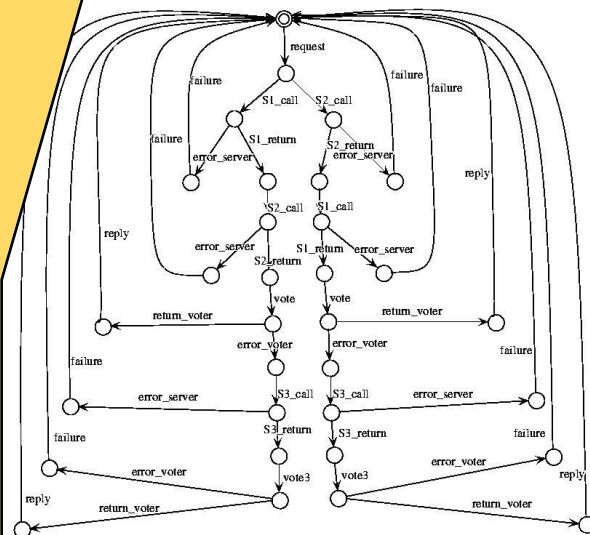 request
failure
failure
failure
failure
S1_call
S2_call
S1_return
S2_return
error_server
error_server
reply
S2_call
S1_call
reply
error_server
S1_return
error_server
S2_return
vote
vote
return_voter
return_voter
error_voter
error_voter
failure
failure
error_server
S3_call
S3_call
error_server
S3_return
S3_return
failure
failure
error_voter
error_voter
vote3
vote3
reply
reply
return_voter
return_voter